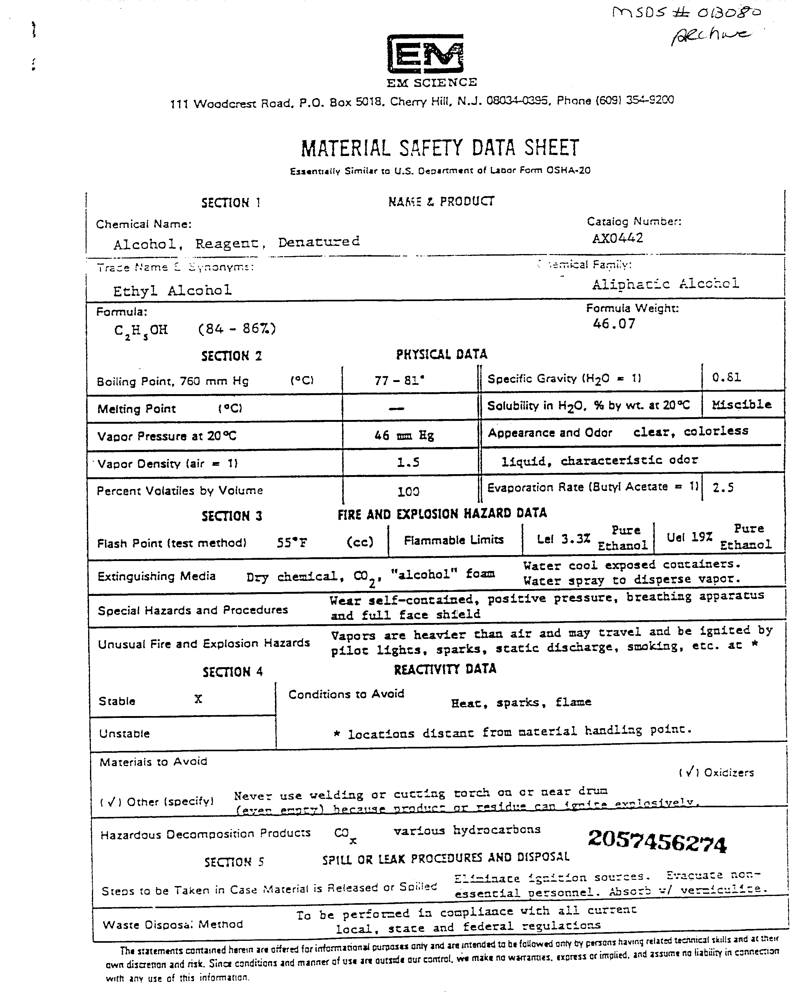 MSDS # 013080
Archive
EM
EM SCIENCE
111 Woodcrest Road, P.O. Box 5018, Cherry Hill, N.J. 08034-0395, Phone (609) 354-9200
MATERIAL SAFETY DATA SHEET
Essentially Similar to U.S. Department of Labor Form OSHA-20
SECTION 1 NAME & PRODUCT
Chemical Name: Catalog Number:
Alcohol, Reagent, Denatured AX0442
Trade Name & Synonyms: Chemical Family:
Ethyl Alcohol Aliphatic Alcohol
Formula: Formula Weight:
C₂H₅OH (84 - 86%) 46.07
SECTION 2 PHYSICAL DATA
Boiling Point, 760 mm Hg (°C) 77 - 81° Specific Gravity (H₂O = 1) 0.81
Melting Point (°C) — Solubility in H₂O, % by wt. at 20°C Miscible
Vapor Pressure at 20°C 46 mm Hg Appearance and Odor clear, colorless
Vapor Density (air = 1) 1.5 liquid, characteristic odor
Percent Volatiles by Volume 100 Evaporation Rate (Butyl Acetate = 1) 2.5
SECTION 3 FIRE AND EXPLOSION HAZARD DATA
Flash Point (test method) 55°F (cc) Flammable Limits Lel 3.3% Pure Ethanol Uel 19% Pure Ethanol
Extinguishing Media Dry chemical, CO₂, "alcohol" foam Water cool exposed containers.
Water spray to disperse vapor.
Special Hazards and Procedures Wear self-contained, positive pressure, breathing apparatus
and full face shield
Unusual Fire and Explosion Hazards Vapors are heavier than air and may travel and be ignited by
pilot lights, sparks, static discharge, smoking, etc. at *
SECTION 4 REACTIVITY DATA
Stable X Conditions to Avoid
Heat, sparks, flame
Unstable * locations distant from material handling point.
Materials to Avoid
(√) Oxidizers
(√) Other (specify) Never use welding or cutting torch on or near drum
(even empty) because product or residue can ignite explosively.
Hazardous Decomposition Products COₓ various hydrocarbons
2057456274
SECTION 5 SPILL OR LEAK PROCEDURES AND DISPOSAL
Steps to be Taken in Case Material is Released or Spilled Eliminate ignition sources. Evacuate non-
essential personnel. Absorb w/ vermiculite.
Waste Disposal Method To be performed in compliance with all current
local, state and federal regulations
The statements contained herein are offered for informational purposes only and are intended to be followed only by persons having related technical skills and at their
own discretion and risk. Since conditions and manner of use are outside our control, we make no warranties, express or implied, and assume no liability in connection
with any use of this information.